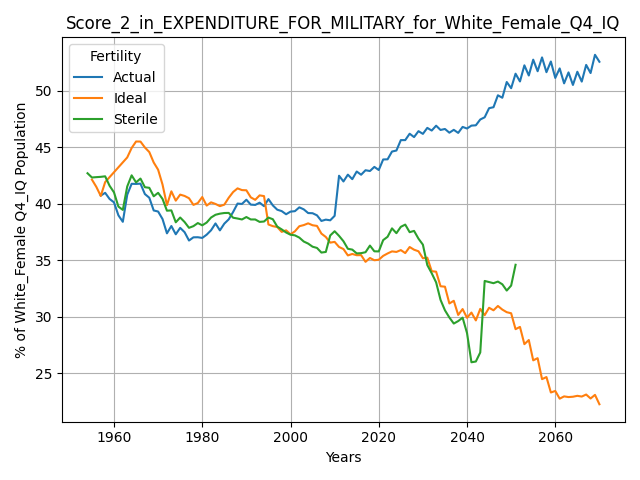 Score_2_in_EXPENDITURE_FOR_MILITARY_for_White_Female_Q4_IQ
Fertility
Actual
Ideal
Sterile
% of White_Female Q4_IQ Population
50
45
40
35
30
25
1960
1980
2000
2020
2040
2060
Years